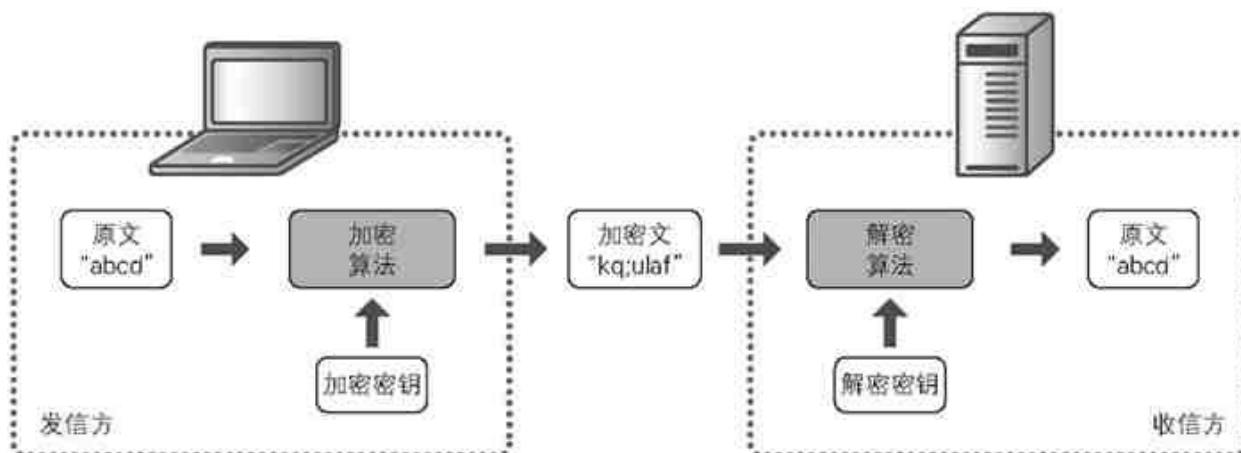 原文
“abcd”
加密
算法
加密文
“kq;ulaf”
解密
算法
原文
“abcd”
加密密钥
解密密钥
发信方
收信方